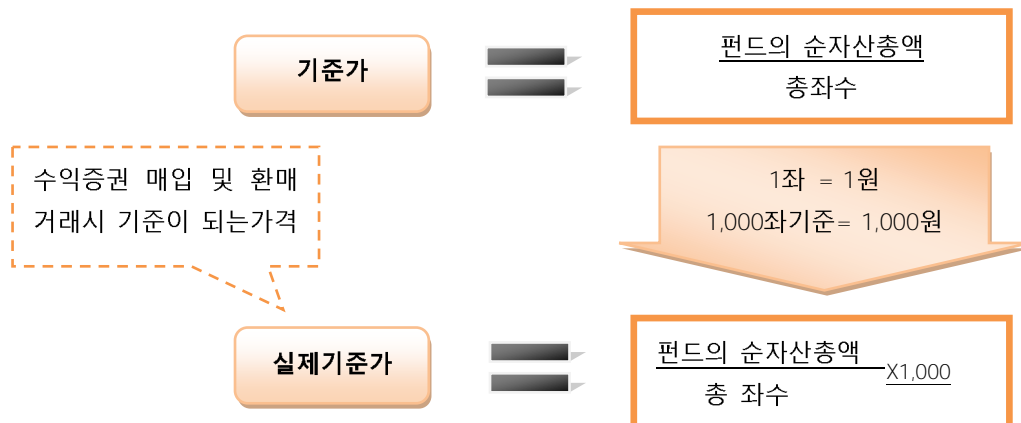 기준가
펀드의 순자산총액
총좌수
수익증권 매입 및 환매
거래시 기준이 되는가격
1좌 = 1원
1,000좌기준= 1,000원
실제기준가
펀드의 순자산총액
X1,000
총 좌수